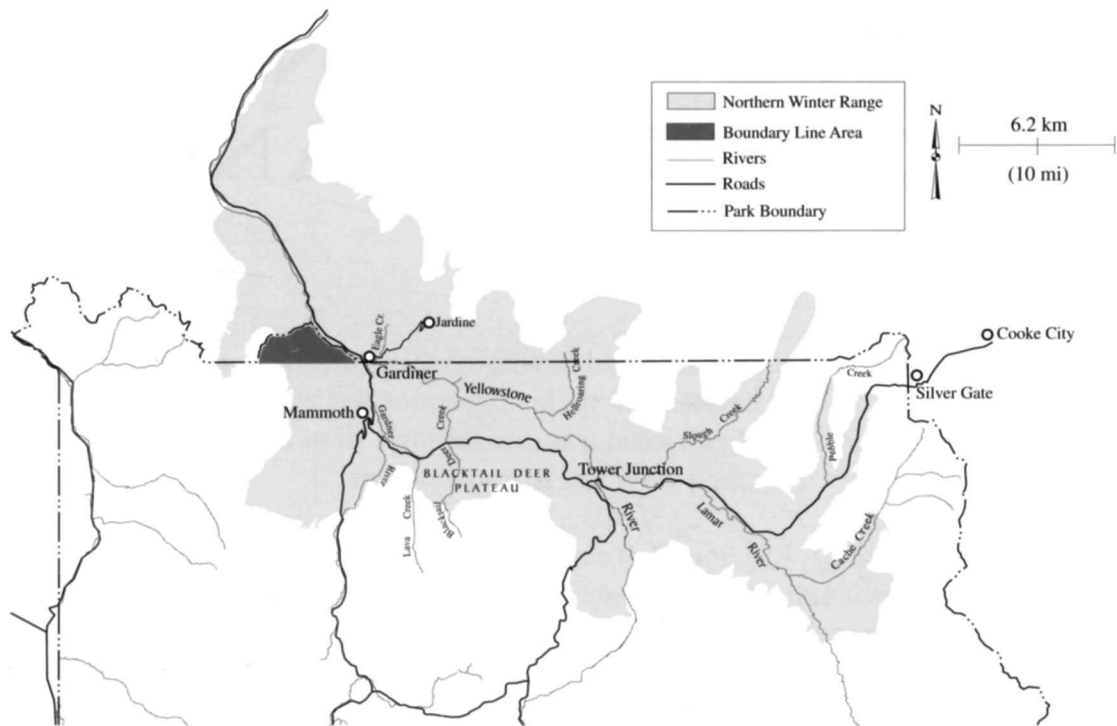 Northern Winter Range
Boundary Line Area
Rivers
Roads
Park Boundary
N
6.2 km
(10 mi)
Eagle Cr.
Jardine
Gardiner
Cooke City
Silver Gate
Creek
Pebble
Yellowstone
Hellroaring Creek
Mammoth
Gardner
River
Creek
Deer
Blacktail
Slough Creek
Tower Junction
BLACKTAIL DEER
PLATEAU
Lava Creek
River
Lamar
River
Cache Creek